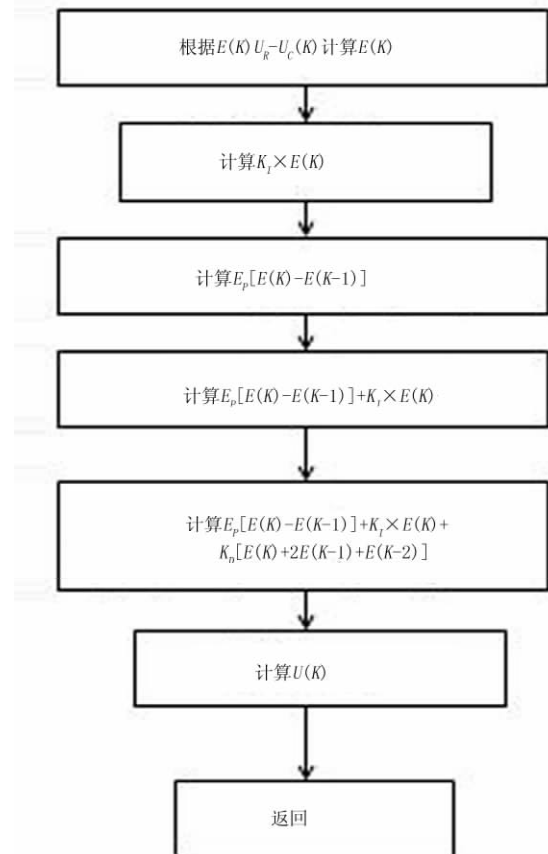 根据E(K)U_R-U_C(K)计算E(K)
计算K_I×E(K)
计算E_P[E(K)-E(K-1)]
计算E_P[E(K)-E(K-1)]+K_I×E(K)
计算E_P[E(K)-E(K-1)]+K_I×E(K)+
K_D[E(K)+2E(K-1)+E(K-2)]
计算U(K)
返回